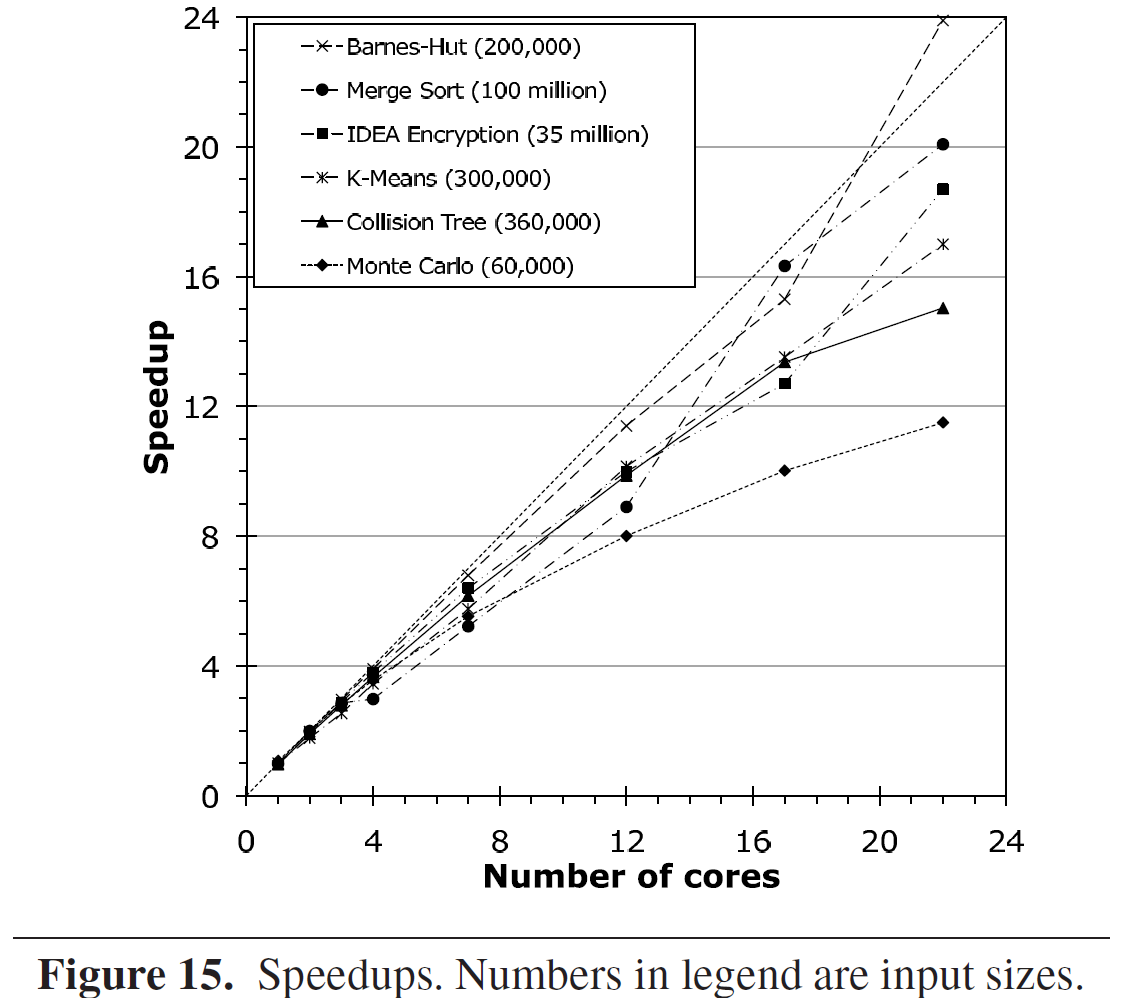 24
20
16
12
8
4
0
Speedup
Barnes-Hut (200,000)
Merge Sort (100 million)
IDEA Encryption (35 million)
K-Means (300,000)
Collision Tree (360,000)
Monte Carlo (60,000)
0 4 8 12 16 20 24
Number of cores
Figure 15. Speedups. Numbers in legend are input sizes.